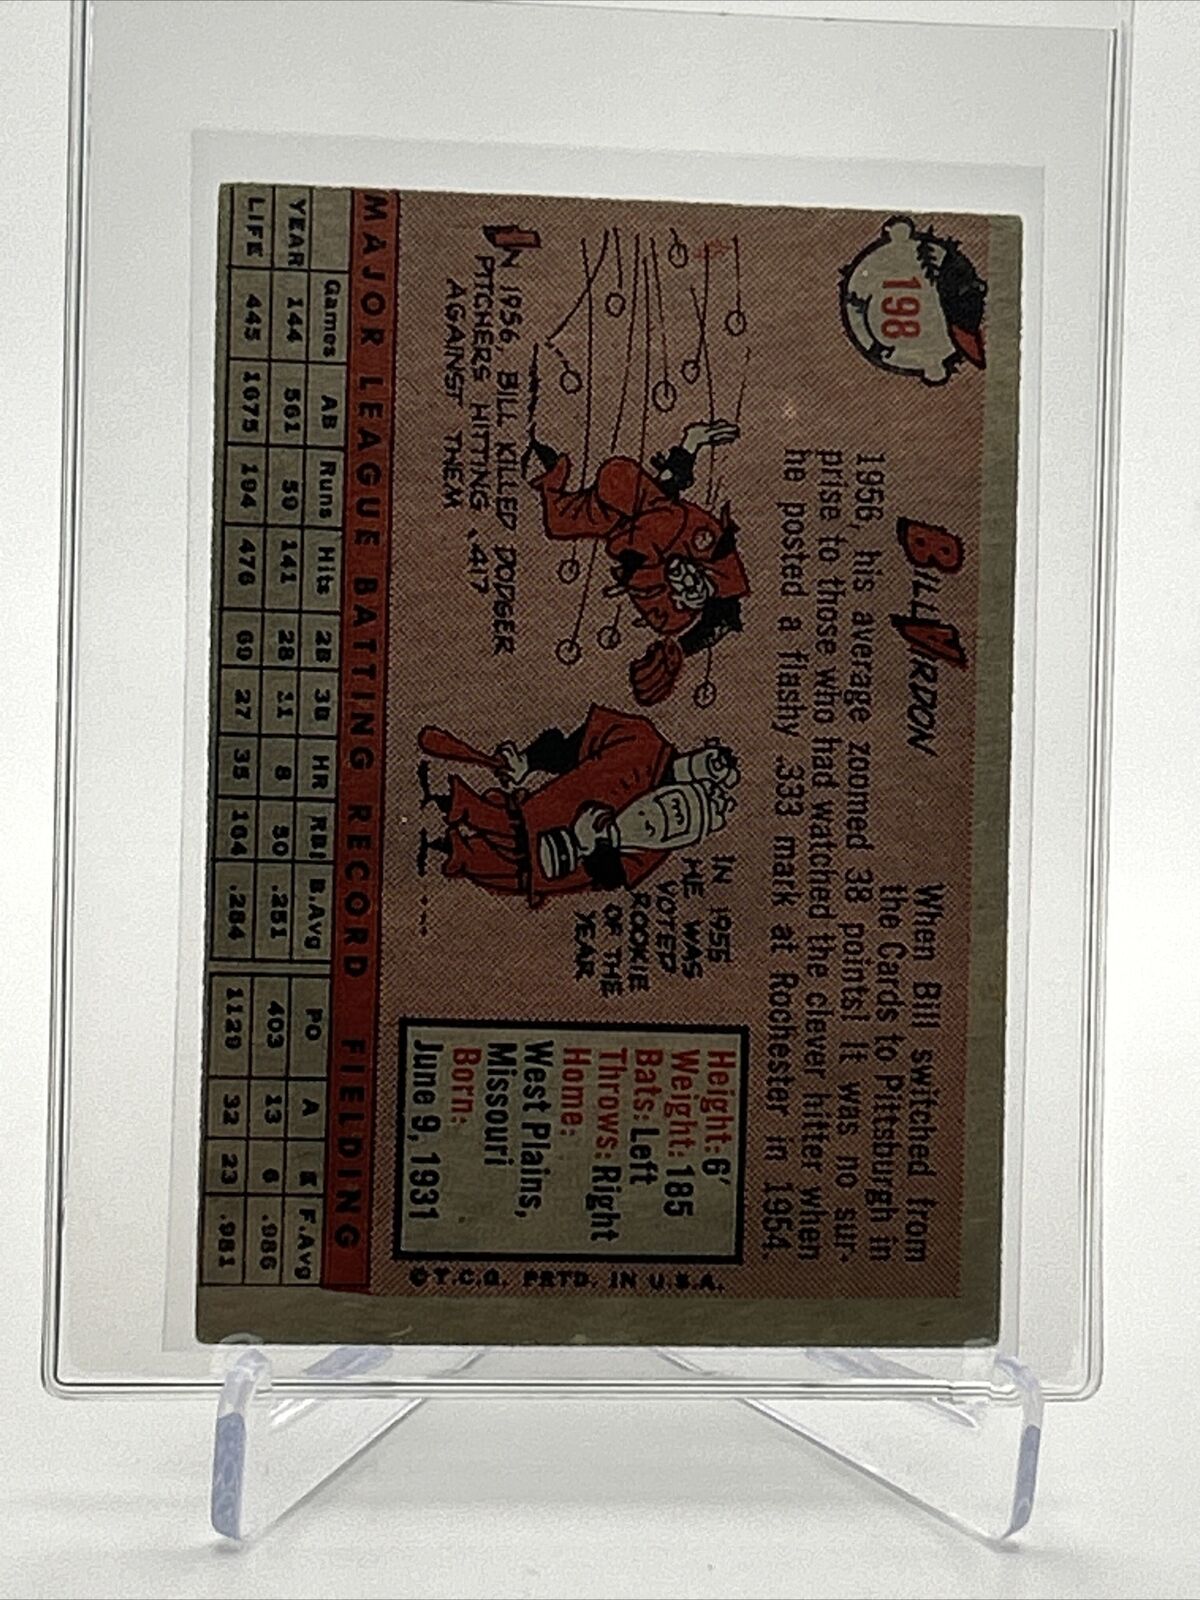 198
BILL VIRDON
When Bill switched from
the Cards to Pittsburgh in
1956, his average zoomed 38 points! It was no sur-
prise to those who had watched the clever hitter when
he posted a flashy .333 mark at Rochester in 1954.
IN 1956, BILL KILLED DODGER
PITCHERS HITTING .417
AGAINST THEM
IN 1955
HE WAS
VOTED
ROOKIE
OF THE
YEAR
Height: 6'
Weight: 185
Bats: Left
Throws: Right
Home:
West Plains,
Missouri
Born:
June 9, 1931
©T.C.G. PRTD. IN U.S.A.
MAJOR LEAGUE BATTING RECORD FIELDING
Games AB Runs Hits 2B 3B HR RBI B.Avg PO A E F.Avg
YEAR 144 561 59 141 28 11 8 50 .251 403 13 6 .986
LIFE 445 1675 194 476 69 27 35 164 .284 1129 32 23 .981